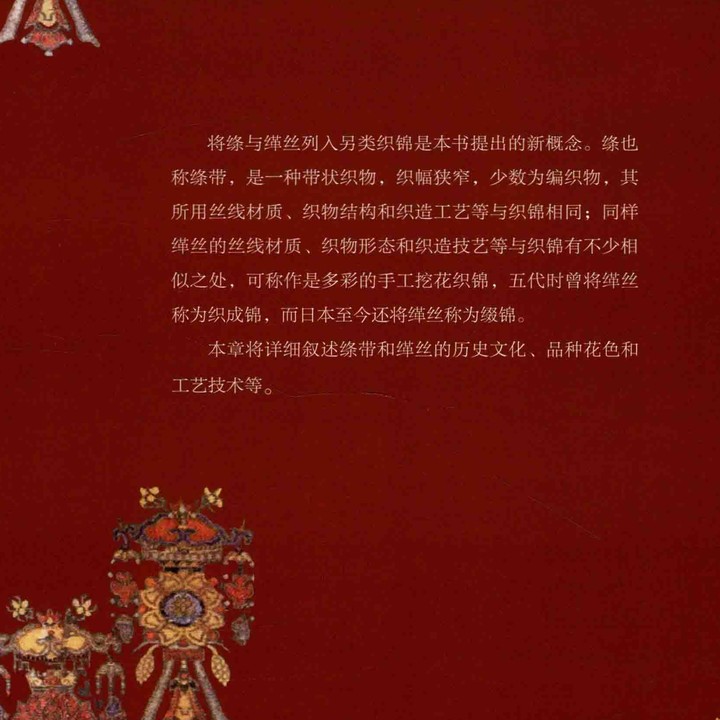 将绦与缂丝列入另类织锦是本书提出的新概念。绦也
称绦带，是一种带状织物，织幅狭窄，少数为编织物，其
所用丝线材质、织物结构和织造工艺等与织锦相同；同样
缂丝的丝线材质、织物形态和织造技艺等与织锦有不少相
似之处，可称作是多彩的手工挖花织锦，五代时曾将缂丝
称为织成锦，而日本至今还将缂丝称为缀锦。
本章将详细叙述绦带和缂丝的历史文化、品种花色和
工艺技术等。